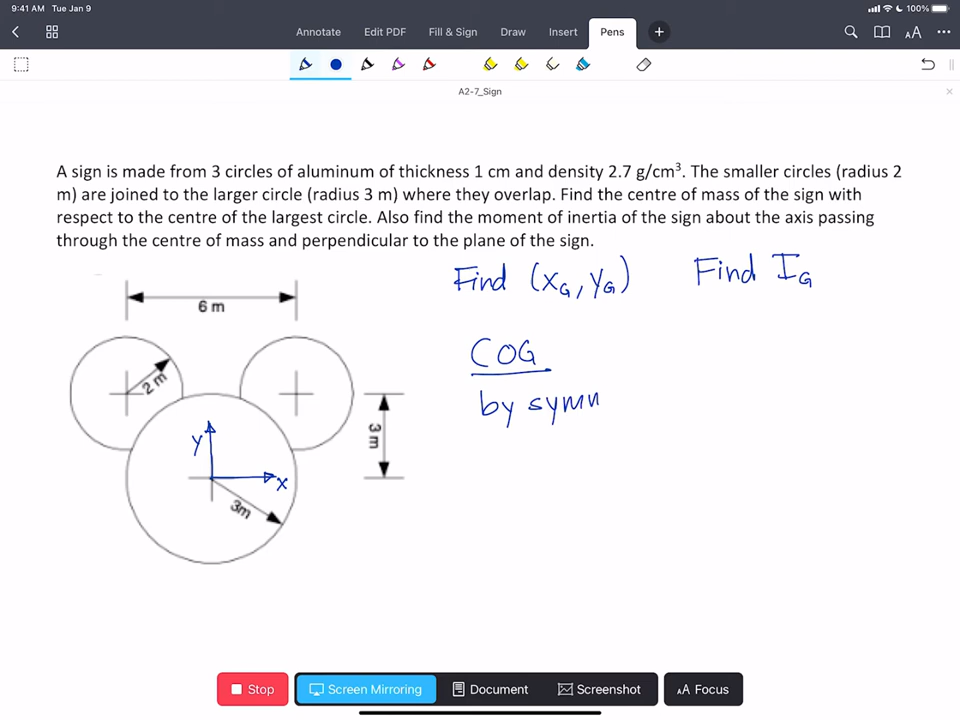 9:41 AM Tue Jan 9
100%
Annotate Edit PDF Fill & Sign Draw Insert Pens
AA
A2-7_Sign
A sign is made from 3 circles of aluminum of thickness 1 cm and density 2.7 g/cm³. The smaller circles (radius 2
m) are joined to the larger circle (radius 3 m) where they overlap. Find the centre of mass of the sign with
respect to the centre of the largest circle. Also find the moment of inertia of the sign about the axis passing
through the centre of mass and perpendicular to the plane of the sign.
Find (x_G, y_G) Find I_G
6 m
COG
2 m
by symn
3 m
y
x
3m
Stop Screen Mirroring Document Screenshot AA Focus